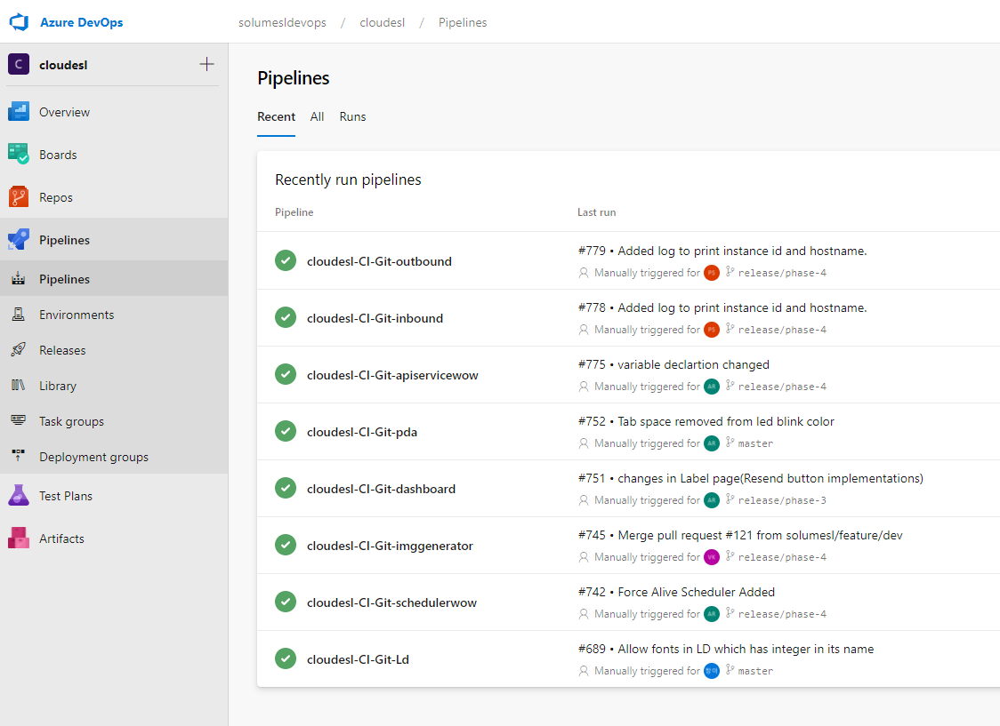 Azure DevOps
solumesldevops / cloudesl / Pipelines
C cloudesl
Overview
Boards
Repos
Pipelines
Pipelines
Environments
Releases
Library
Task groups
Deployment groups
Test Plans
Artifacts
Pipelines
Recent All Runs
Recently run pipelines
Pipeline Last run
cloudesl-CI-Git-outbound
#779 • Added log to print instance id and hostname.
Manually triggered for PS release/phase-4
cloudesl-CI-Git-inbound
#778 • Added log to print instance id and hostname.
Manually triggered for PS release/phase-4
cloudesl-CI-Git-apiservicewow
#775 • variable declartion changed
Manually triggered for AR release/phase-4
cloudesl-CI-Git-pda
#752 • Tab space removed from led blink color
Manually triggered for AR master
cloudesl-CI-Git-dashboard
#751 • changes in Label page(Resend button implementations)
Manually triggered for AR release/phase-3
cloudesl-CI-Git-imggenerator
#745 • Merge pull request #121 from solumesl/feature/dev
Manually triggered for VK release/phase-4
cloudesl-CI-Git-schedulerwow
#742 • Force Alive Scheduler Added
Manually triggered for AR release/phase-4
cloudesl-CI-Git-Ld
#689 • Allow fonts in LD which has integer in its name
Manually triggered for master